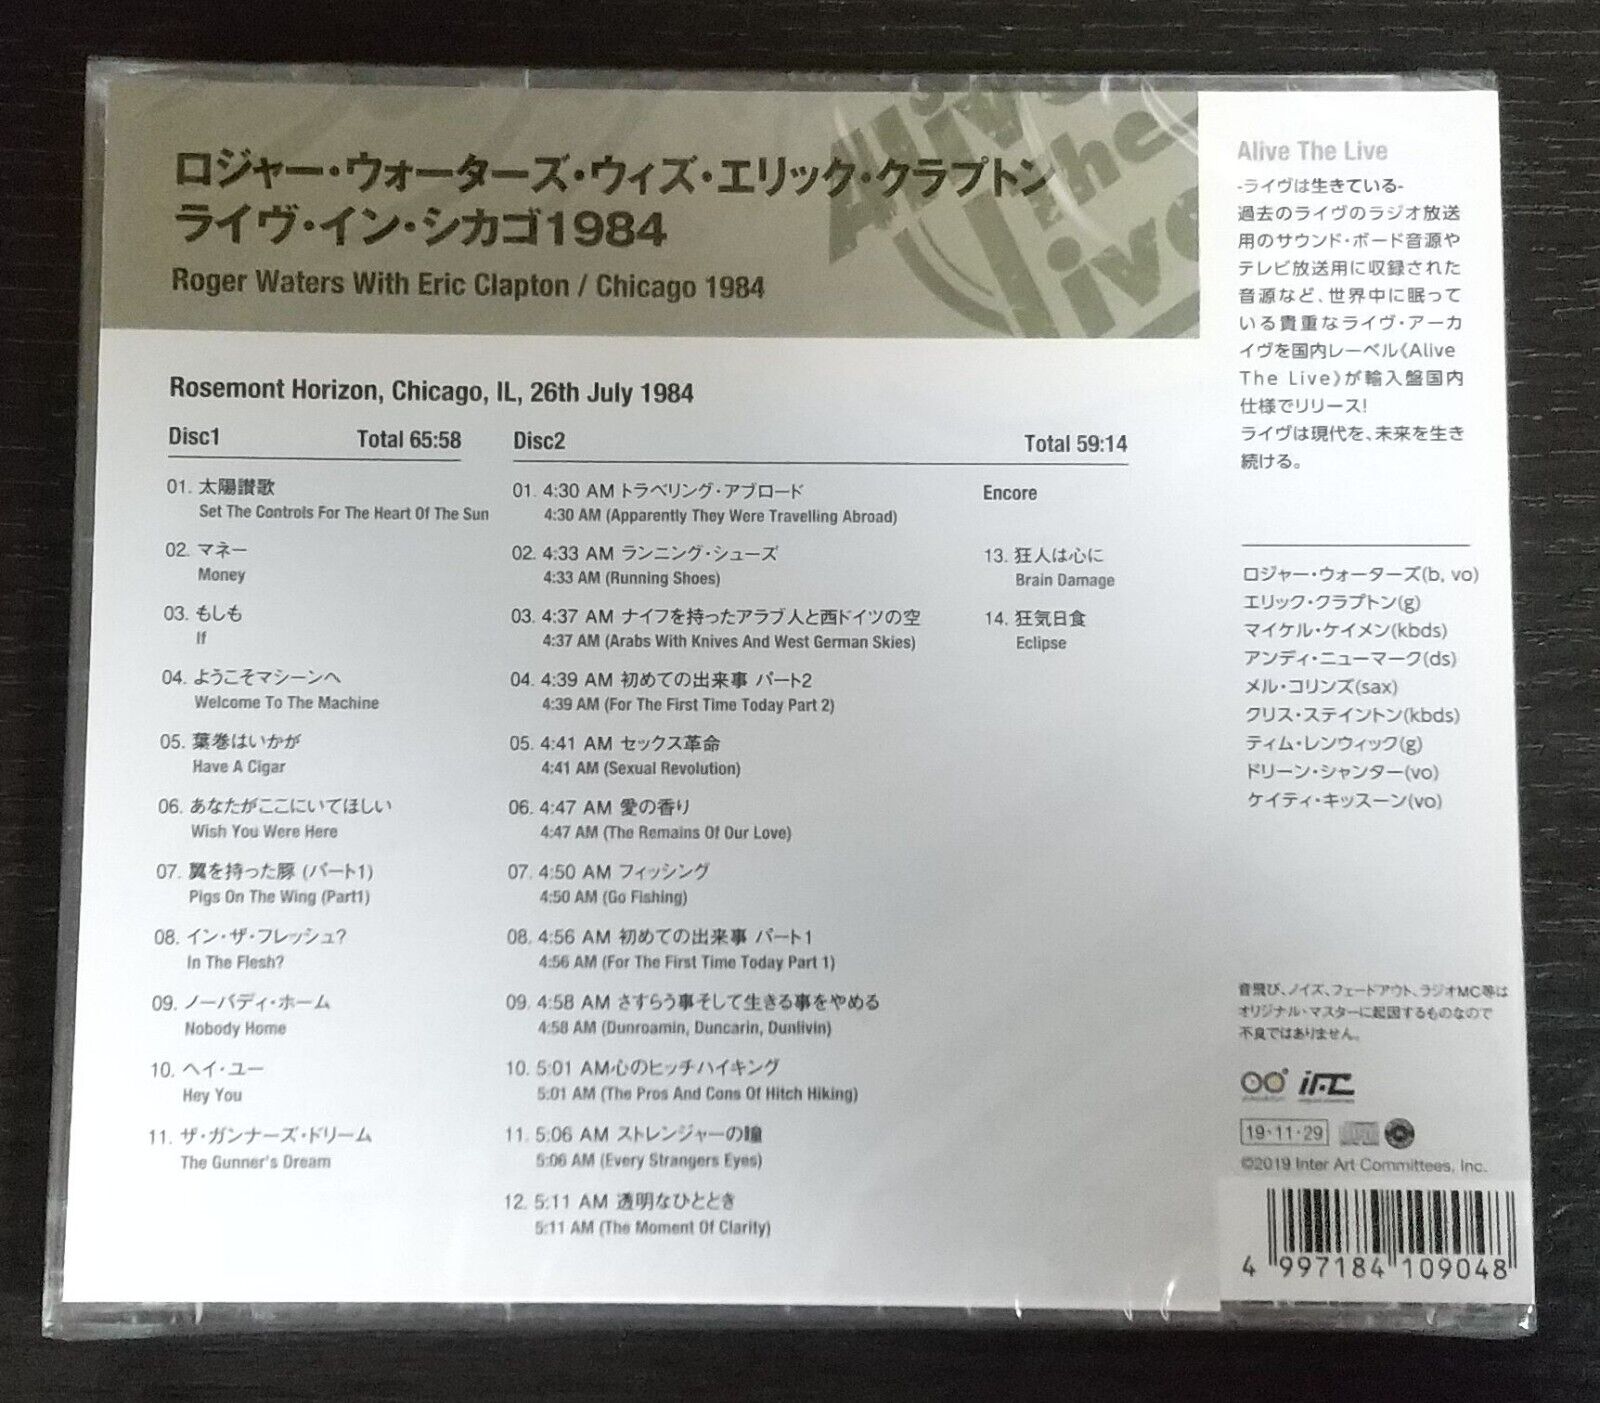 ロジャー・ウォーターズ・ウィズ・エリック・クラプトン
ライヴ・イン・シカゴ1984
Roger Waters With Eric Clapton / Chicago 1984
Alive
the
Live
Rosemont Horizon, Chicago, IL, 26th July 1984
Disc1 Total 65:58
01. 太陽讃歌
Set The Controls For The Heart Of The Sun
02. マネー
Money
03. もしも
If
04. ようこそマシーンへ
Welcome To The Machine
05. 葉巻はいかが
Have A Cigar
06. あなたがここにいてほしい
Wish You Were Here
07. 翼を持った豚 (パート1)
Pigs On The Wing (Part1)
08. イン・ザ・フレッシュ?
In The Flesh?
09. ノーバディ・ホーム
Nobody Home
10. ヘイ・ユー
Hey You
11. ザ・ガンナーズ・ドリーム
The Gunner's Dream
Disc2 Total 59:14
01. 4:30 AM トラベリング・アブロード
4:30 AM (Apparently They Were Travelling Abroad)
02. 4:33 AM ランニング・シューズ
4:33 AM (Running Shoes)
03. 4:37 AM ナイフを持ったアラブ人と西ドイツの空
4:37 AM (Arabs With Knives And West German Skies)
04. 4:39 AM 初めての出来事 パート2
4:39 AM (For The First Time Today Part 2)
05. 4:41 AM セックス革命
4:41 AM (Sexual Revolution)
06. 4:47 AM 愛の香り
4:47 AM (The Remains Of Our Love)
07. 4:50 AM フィッシング
4:50 AM (Go Fishing)
08. 4:56 AM 初めての出来事 パート1
4:56 AM (For The First Time Today Part 1)
09. 4:58 AM さすらう事そして生きる事をやめる
4:58 AM (Dunroamin, Duncarin, Dunlivin)
10. 5:01 AM心のヒッチハイキング
5:01 AM (The Pros And Cons Of Hitch Hiking)
11. 5:06 AM ストレンジャーの瞳
5:06 AM (Every Strangers Eyes)
12. 5:11 AM 透明なひととき
5:11 AM (The Moment Of Clarity)
Encore
13. 狂人は心に
Brain Damage
14. 狂気日食
Eclipse
Alive The Live
-ライヴは生きている-
過去のライヴのラジオ放送
用のサウンド・ボード音源や
テレビ放送用に収録された
音源など、世界中に眠って
いる貴重なライヴ・アーカ
イヴを国内レーベル《Alive
The Live》が輸入盤国内
仕様でリリース!
ライヴは現代を、未来を生き
続ける。
ロジャー・ウォーターズ(b, vo)
エリック・クラプトン(g)
マイケル・ケイメン(kbds)
アンディ・ニューマーク(ds)
メル・コリンズ(sax)
クリス・ステイントン(kbds)
ティム・レンウィック(g)
ドリーン・シャンター(vo)
ケイティ・キッスーン(vo)
音飛び、ノイズ、フェードアウト、ラジオMC等は
オリジナル・マスターに起因するものなので
不良ではありません。
19・11・29
©2019 Inter Art Committees, Inc.
4 997184 109048